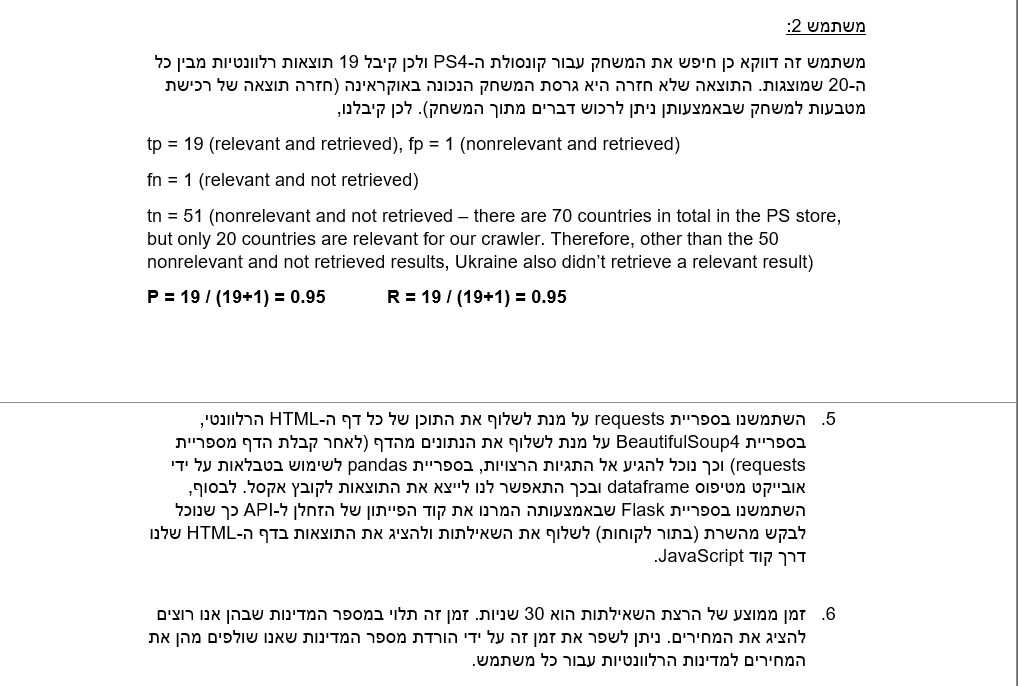 משתמש 2:
משתמש זה דווקא כן חיפש את המשחק עבור קונסולת ה-PS4 ולכן קיבל 19 תוצאות רלוונטיות מבין כל
ה-20 שמוצגות. התוצאה שלא חזרה היא גרסת המשחק הנכונה באוקראינה (חזרה תוצאה של רכישת
מטבעות למשחק שבאמצעותן ניתן לרכוש דברים מתוך המשחק). לכן קיבלנו,
tp = 19 (relevant and retrieved), fp = 1 (nonrelevant and retrieved)
fn = 1 (relevant and not retrieved)
tn = 51 (nonrelevant and not retrieved – there are 70 countries in total in the PS store,
but only 20 countries are relevant for our crawler. Therefore, other than the 50
nonrelevant and not retrieved results, Ukraine also didn’t retrieve a relevant result)
P = 19 / (19+1) = 0.95 R = 19 / (19+1) = 0.95
5. השתמשנו בספריית requests על מנת לשלוף את התוכן של כל דף ה-HTML הרלוונטי,
בספריית BeautifulSoup4 על מנת לשלוף את הנתונים מהדף (לאחר קבלת הדף מספריית
requests) וכך נוכל להגיע אל התגיות הרצויות, בספריית pandas לשימוש בטבלאות על ידי
אובייקט מטיפוס dataframe ובכך התאפשר לנו לייצא את התוצאות לקובץ אקסל. לבסוף,
השתמשנו בספריית Flask שבאמצעותה המרנו את קוד הפייתון של הזחלן ל-API כך שנוכל
לבקש מהשרת (בתור לקוחות) לשלוף את השאילתות ולהציג את התוצאות בדף ה-HTML שלנו
דרך קוד JavaScript.
6. זמן ממוצע של הרצת השאילתות הוא 30 שניות. זמן זה תלוי במספר המדינות שבהן אנו רוצים
להציג את המחירים. ניתן לשפר את זמן זה על ידי הורדת מספר המדינות שאנו שולפים מהן את
המחירים למדינות הרלוונטיות עבור כל משתמש.